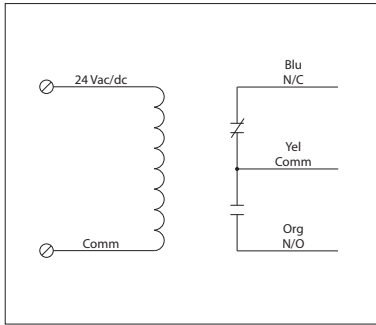 24 Vac/dc
Comm
Blu
N/C
Yel
Comm
Org
N/O